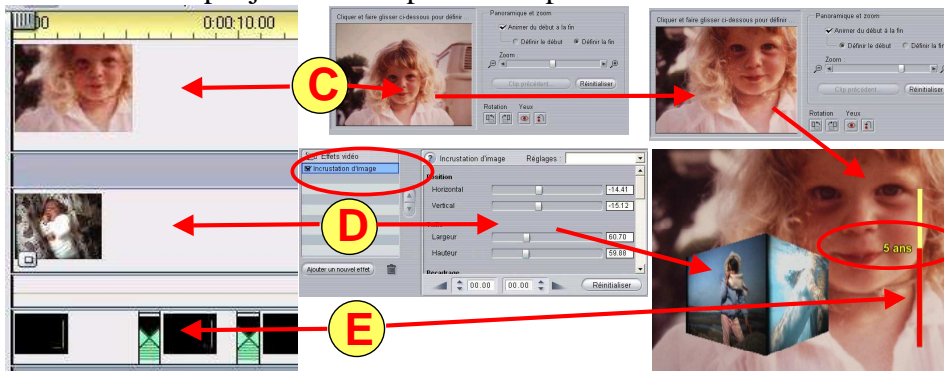 0:00:10.00
Cliquer et faire glisser ci-dessous pour définir
Panoramique et zoom
Animer du début à la fin
Définir le début
Définir la fin
Zoom
Clip précédent
Réinitialiser
Rotation
Yeux
Cliquer et faire glisser ci-dessous pour définir
Panoramique et zoom
Animer du début à la fin
Définir le début
Définir la fin
Zoom
Clip précédent
Réinitialiser
Rotation
Yeux
C
Effets vidéo
Incrustation d'image
Ajouter un nouvel effet
Incrustation d'image
Réglages :
Position
Horizontal
-14.41
Vertical
-15.12
Largeur
60.70
Hauteur
59.88
Recadrage
00.00
00.00
Réinitialiser
D
5 ans
E